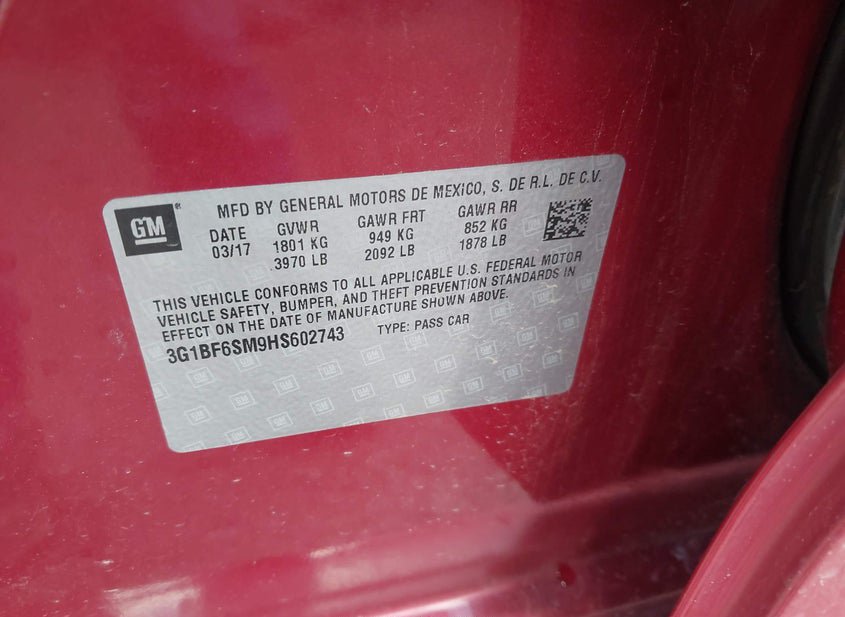 GM
MFD BY GENERAL MOTORS DE MEXICO, S. DE R.L. DE C.V.
DATE GVWR GAWR FRT GAWR RR
03/17 1801 KG 949 KG 852 KG
3970 LB 2092 LB 1878 LB
THIS VEHICLE CONFORMS TO ALL APPLICABLE U.S. FEDERAL MOTOR
VEHICLE SAFETY, BUMPER, AND THEFT PREVENTION STANDARDS IN
EFFECT ON THE DATE OF MANUFACTURE SHOWN ABOVE.
3G1BF6SM9HS602743 TYPE: PASS CAR